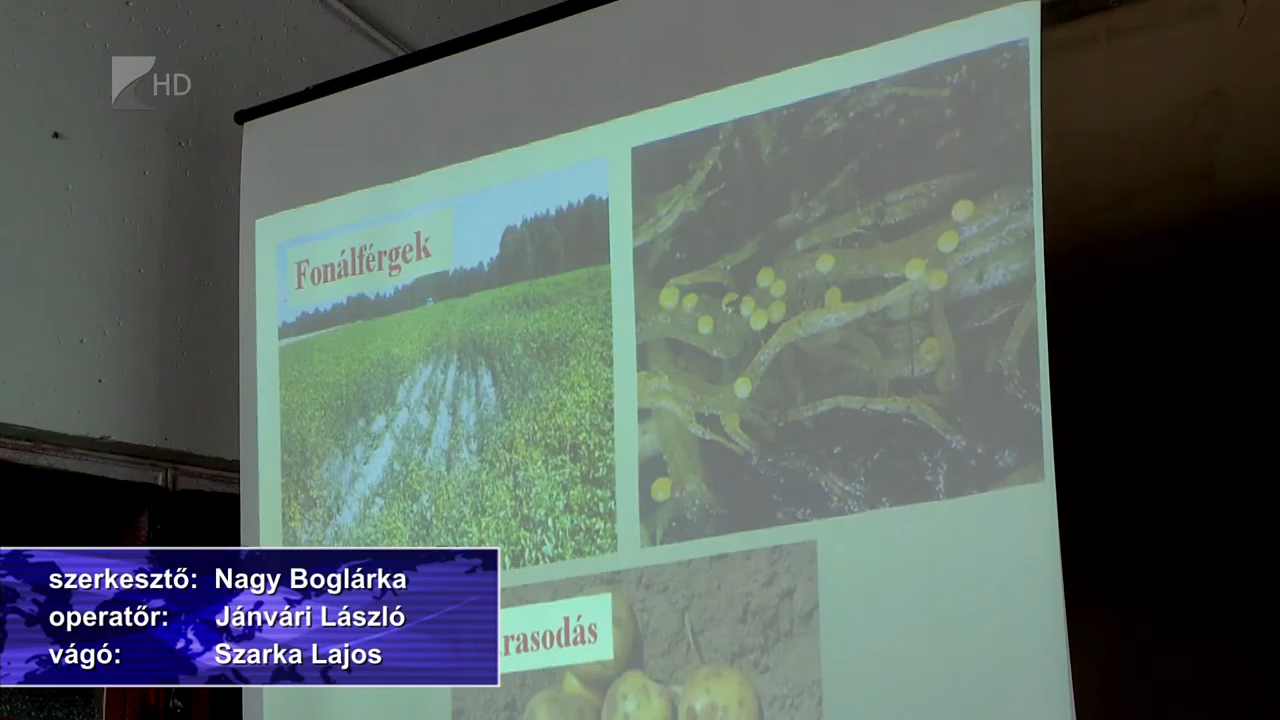 HD
Fonálférgek
rasodás
szerkesztő: Nagy Boglárka
operatőr: Jánvári László
vágó: Szarka Lajos